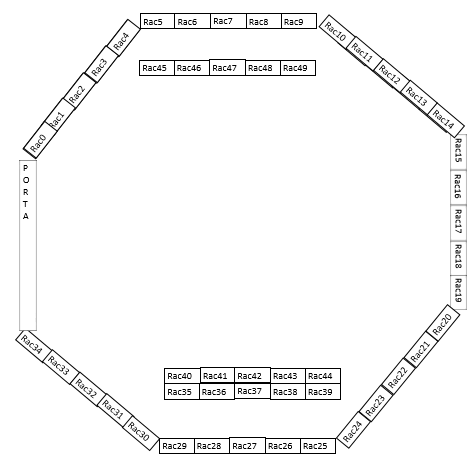 Rac5 Rac6 Rac7 Rac8 Rac9
Rac4
Rac3
Rac2
Rac1
Rac0
Rac10
Rac11
Rac12
Rac13
Rac14
Rac45 Rac46 Rac47 Rac48 Rac49
PORTA
Rac15
Rac16
Rac17
Rac18
Rac19
Rac20
Rac21
Rac22
Rac23
Rac24
Rac34
Rac33
Rac32
Rac31
Rac30
Rac40 Rac41 Rac42 Rac43 Rac44
Rac35 Rac36 Rac37 Rac38 Rac39
Rac29 Rac28 Rac27 Rac26 Rac25